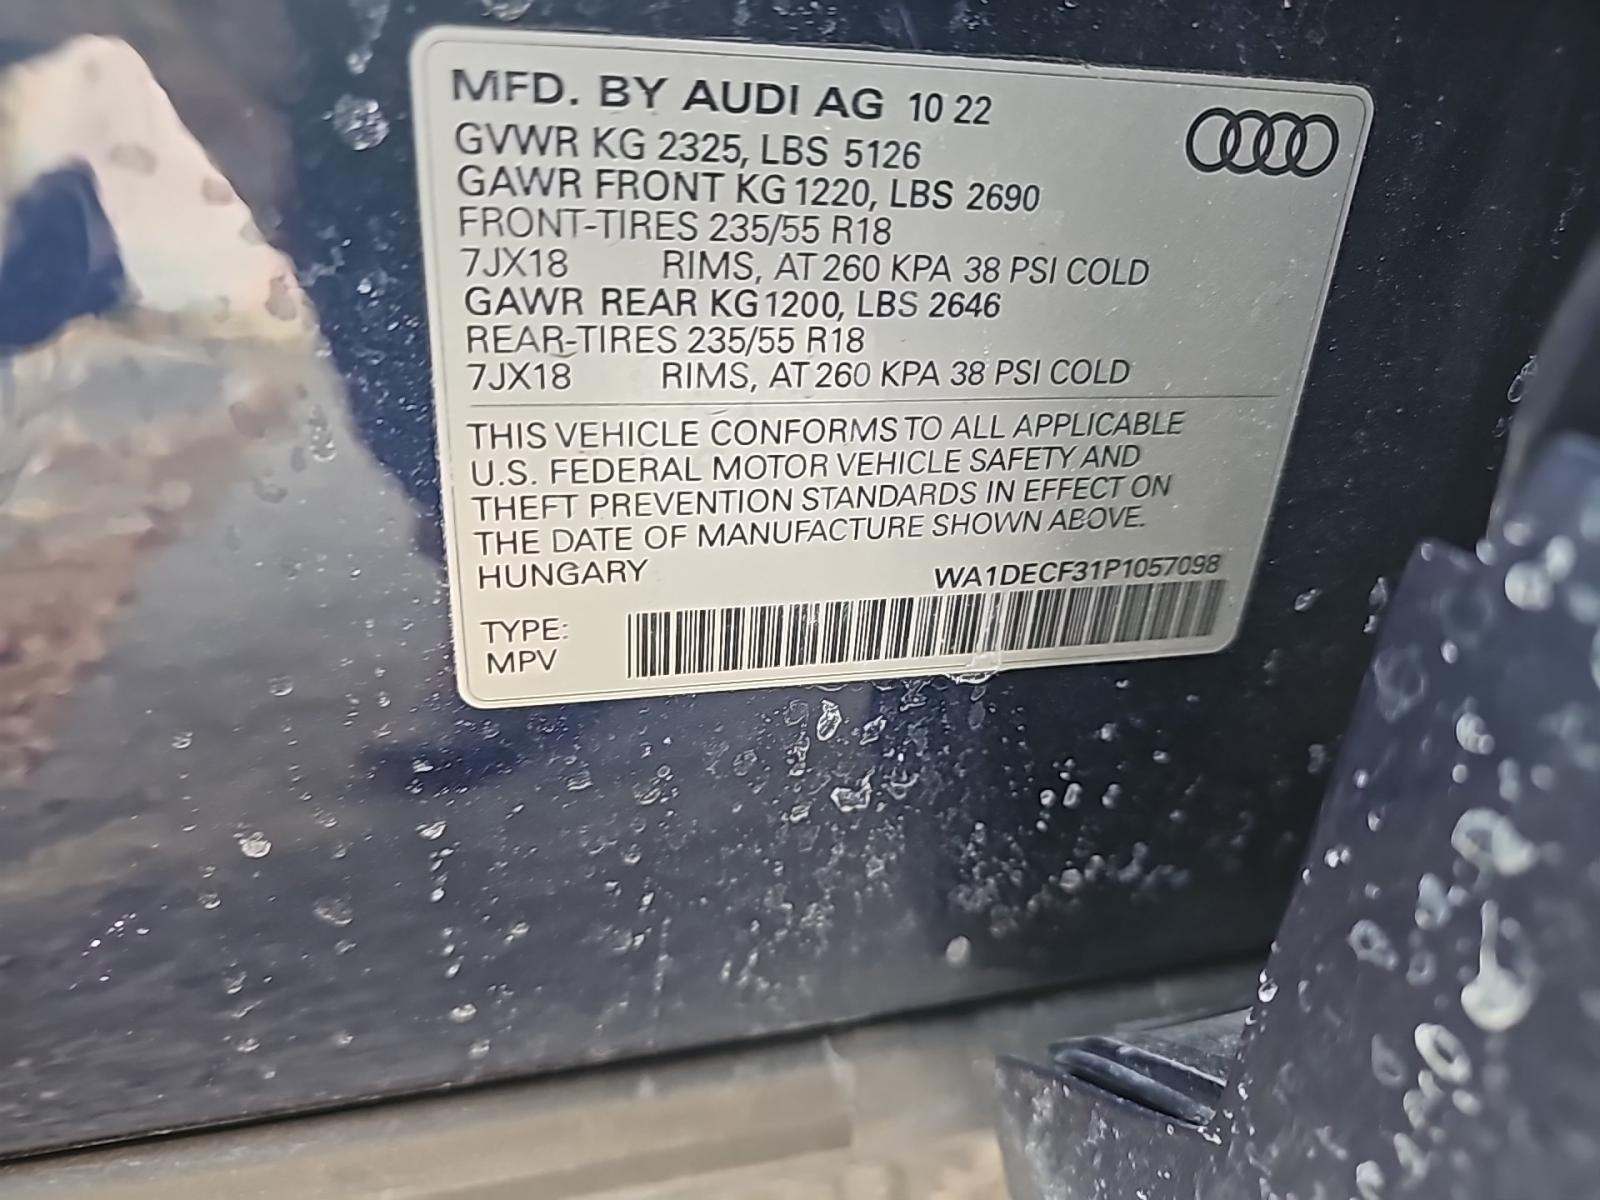 MFD. BY AUDI AG 10 22
GVWR KG 2325, LBS 5126
GAWR FRONT KG 1220, LBS 2690
FRONT-TIRES 235/55 R18
7JX18 RIMS, AT 260 KPA 38 PSI COLD
GAWR REAR KG 1200, LBS 2646
REAR-TIRES 235/55 R18
7JX18 RIMS, AT 260 KPA 38 PSI COLD
THIS VEHICLE CONFORMS TO ALL APPLICABLE
U.S. FEDERAL MOTOR VEHICLE SAFETY AND
THEFT PREVENTION STANDARDS IN EFFECT ON
THE DATE OF MANUFACTURE SHOWN ABOVE.
HUNGARY WA1DECF31P1057098
TYPE:
MPV